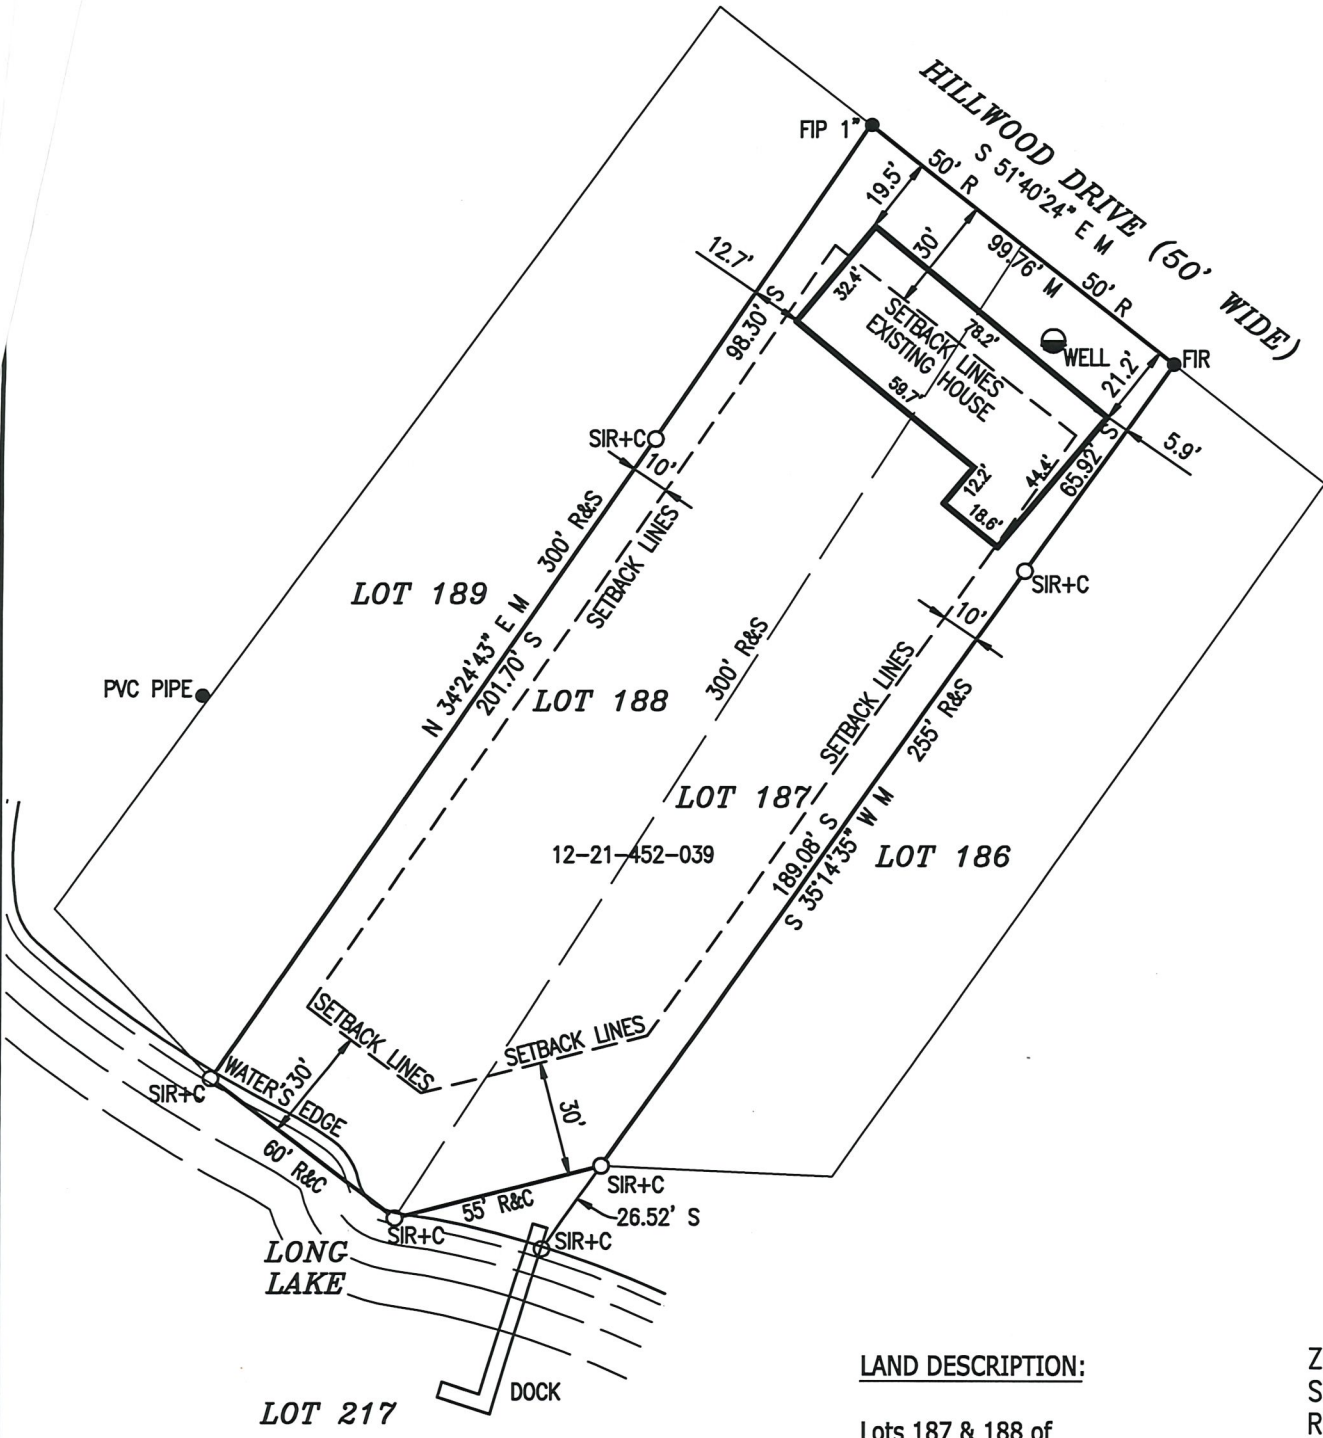 HILLWOOD DRIVE (50' WIDE)
S 51°40'24" E M
FIP 1"
50' R
19.5'
30'
99.76' M
50' R
12.7'
32.4'
SETBACK LINES
78.2'
EXISTING HOUSE
WELL
FIR
21.2'
98.30' S
59.7'
5.9'
SIR+C
10'
12.2'
44.4'
65.92' S
18.6'
300' R&S
SETBACK LINES
SIR+C
LOT 189
10'
N 34°24'43" E M
201.70' S
300' R&S
PVC PIPE
LOT 188
SETBACK LINES
255' R&S
LOT 187
12-21-452-039
189.08' S
S 35°14'35" W M
LOT 186
SETBACK LINES
SETBACK LINES
SIR+C
WATER'S EDGE
30'
30'
60' R&C
SIR+C
55' R&C
26.52' S
SIR+C
SIR+C
LONG
LAKE
DOCK
LOT 217
LAND DESCRIPTION:
Lots 187 & 188 of
Z
S
R